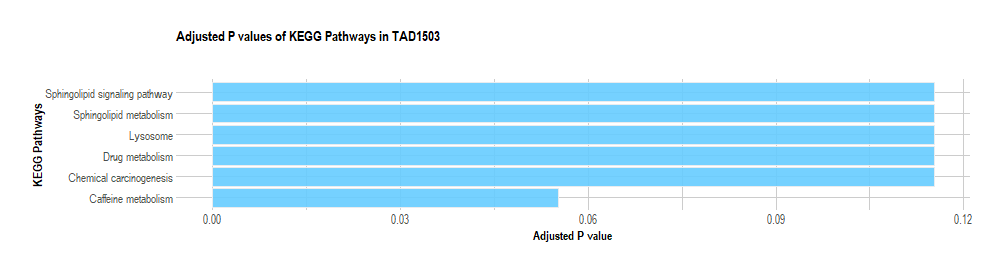 Adjusted P values of KEGG Pathways in TAD1503
KEGG Pathways
Sphingolipid signaling pathway
Sphingolipid metabolism
Lysosome
Drug metabolism
Chemical carcinogenesis
Caffeine metabolism
0.00 0.03 0.06 0.09 0.12
Adjusted P value